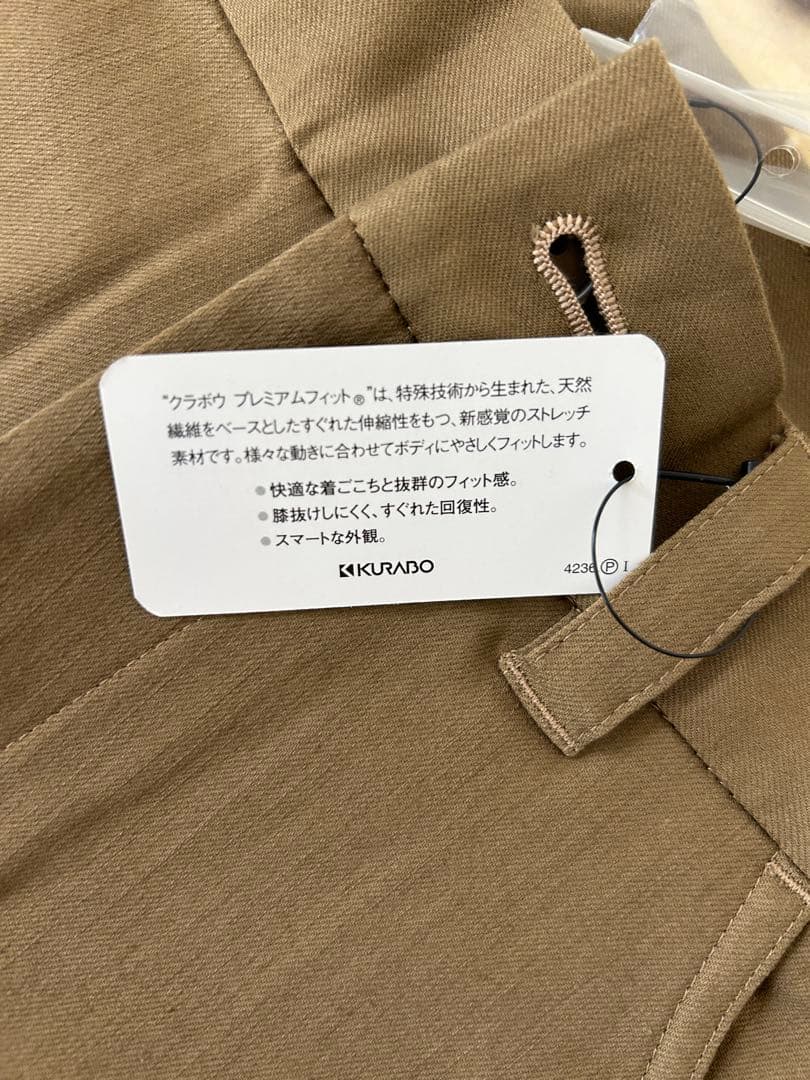 “クラボウ プレミアムフィット®”は、特殊技術から生まれた、天然
繊維をベースとしたすぐれた伸縮性をもつ、新感覚のストレッチ
素材です。様々な動きに合わせてボディにやさしくフィットします。
●快適な着ごこちと抜群のフィット感。
●膝抜けしにくく、すぐれた回復性。
●スマートな外観。
KURABO
4236 Ⓟ I